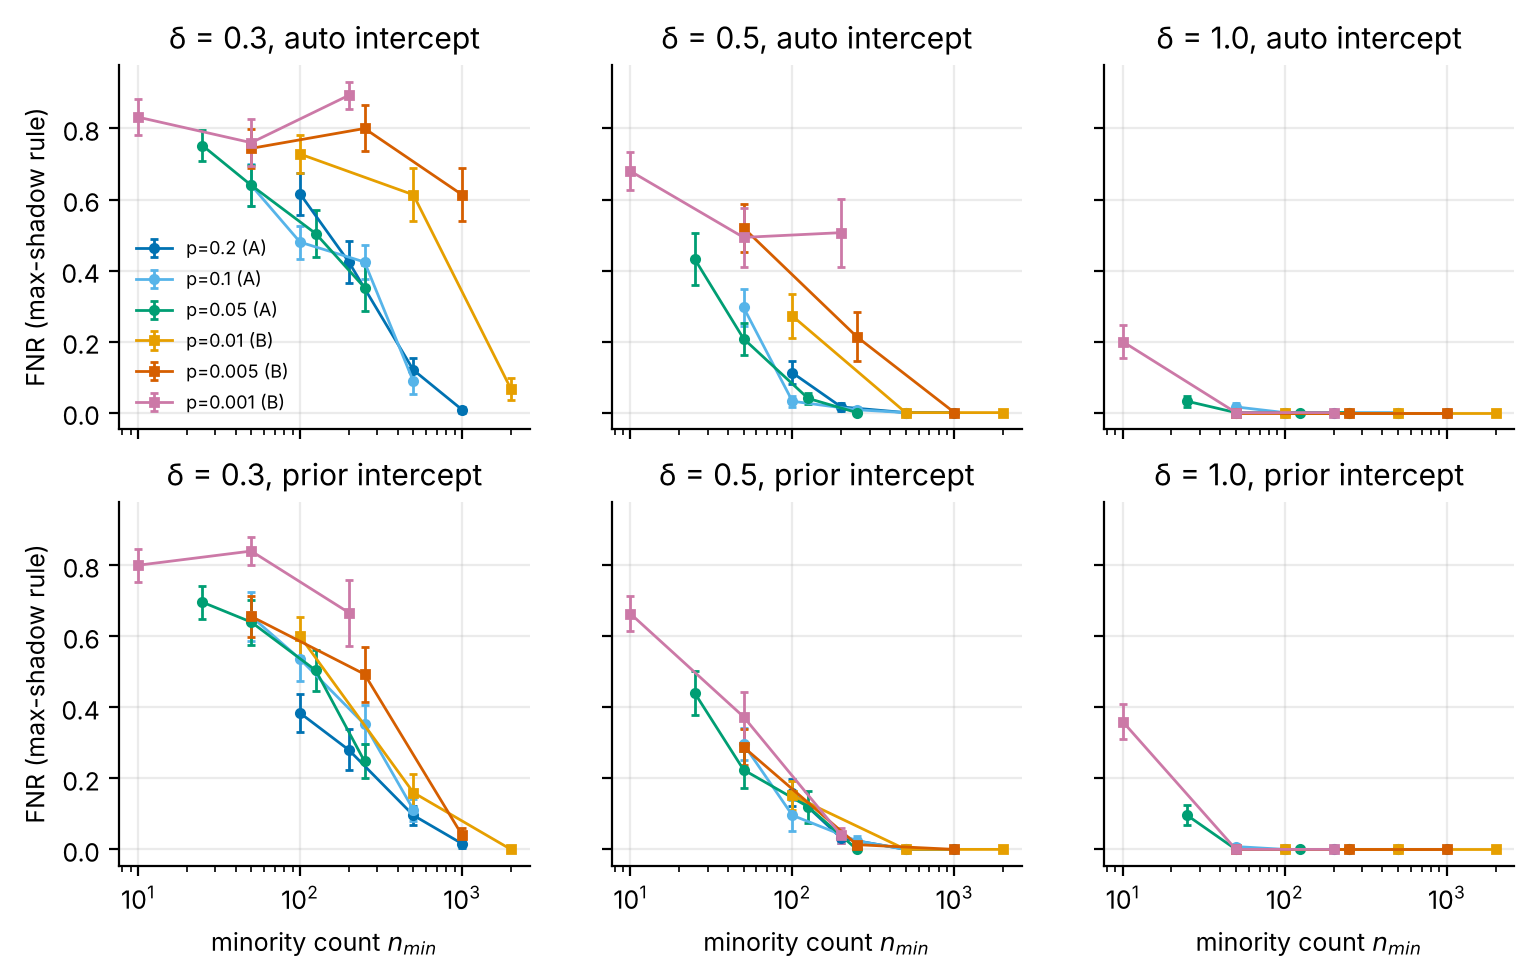 δ = 0.3, auto intercept
δ = 0.5, auto intercept
δ = 1.0, auto intercept
FNR (max-shadow rule)
0.8
0.6
0.4
0.2
0.0
p=0.2 (A)
p=0.1 (A)
p=0.05 (A)
p=0.01 (B)
p=0.005 (B)
p=0.001 (B)
δ = 0.3, prior intercept
δ = 0.5, prior intercept
δ = 1.0, prior intercept
FNR (max-shadow rule)
0.8
0.6
0.4
0.2
0.0
10¹ 10² 10³
10¹ 10² 10³
10¹ 10² 10³
minority count n_min
minority count n_min
minority count n_min